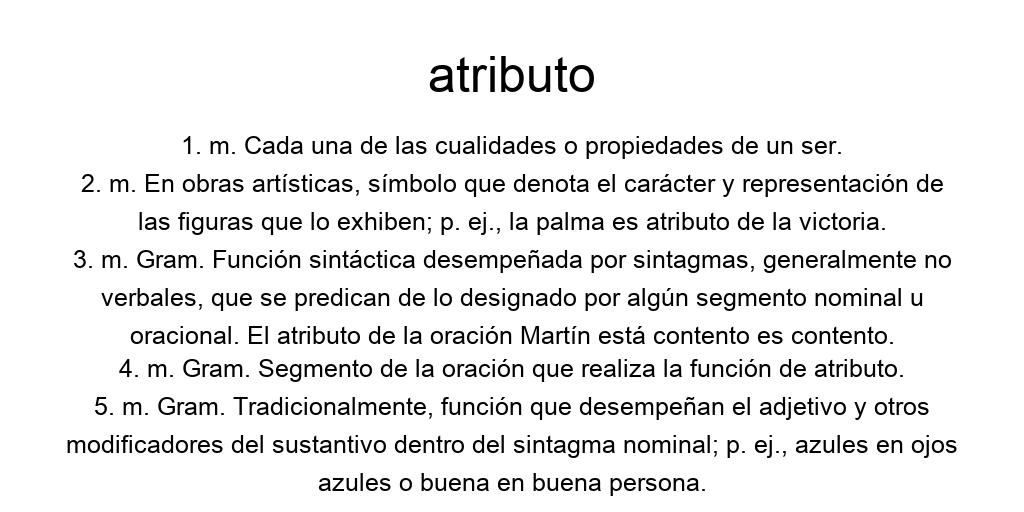 atributo
1. m. Cada una de las cualidades o propiedades de un ser.
2. m. En obras artísticas, símbolo que denota el carácter y representación de
las figuras que lo exhiben; p. ej., la palma es atributo de la victoria.
3. m. Gram. Función sintáctica desempeñada por sintagmas, generalmente no
verbales, que se predican de lo designado por algún segmento nominal u
oracional. El atributo de la oración Martín está contento es contento.
4. m. Gram. Segmento de la oración que realiza la función de atributo.
5. m. Gram. Tradicionalmente, función que desempeñan el adjetivo y otros
modificadores del sustantivo dentro del sintagma nominal; p. ej., azules en ojos
azules o buena en buena persona.